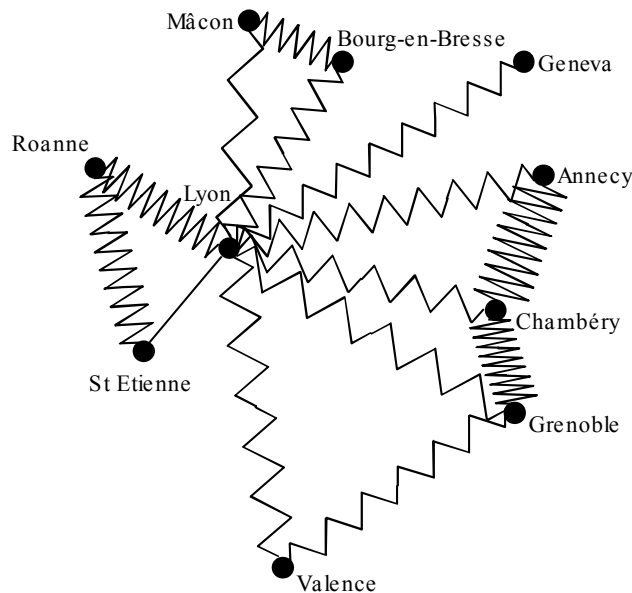 Mâcon
Bourg-en-Bresse
Geneva
Roanne
Annecy
Lyon
Chambéry
St Etienne
Grenoble
Valence